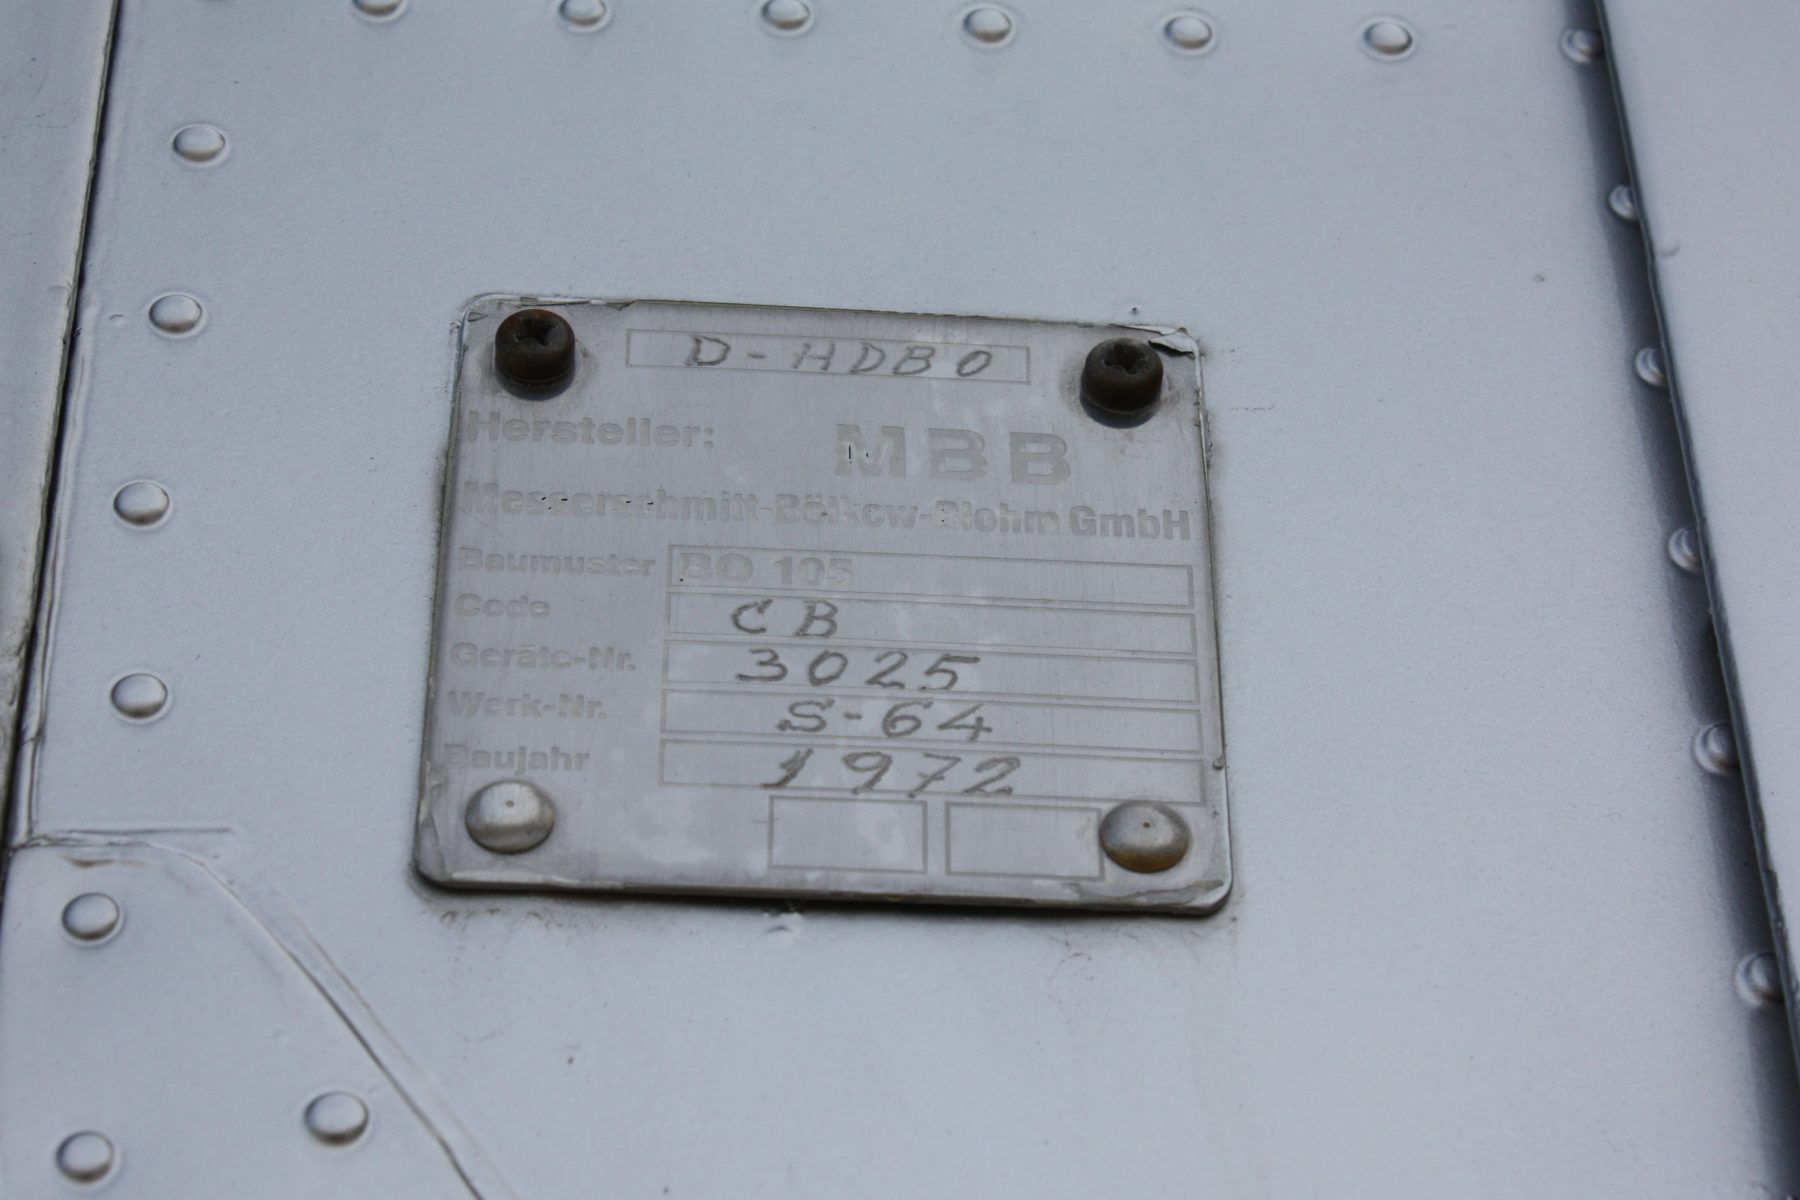 D-HDBO
Hersteller: MBB
Messerschmitt-Bölkow-Blohm GmbH
Baumuster BO 105
Code CB
Geräte-Nr. 3025
Werk-Nr. S-64
Baujahr 1972